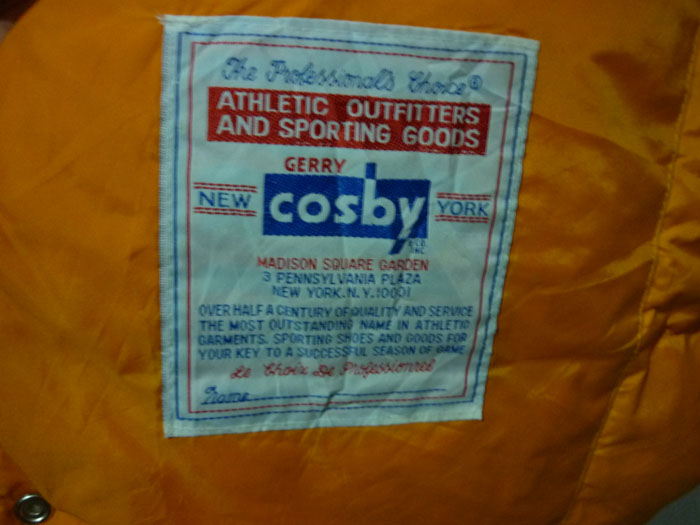 The Professional's Choice®
ATHLETIC OUTFITTERS
AND SPORTING GOODS
GERRY
NEW cosby YORK
MADISON SQUARE GARDEN
3 PENNSYLVANIA PLAZA
NEW YORK.N.Y.10001
OVER HALF A CENTURY OF QUALITY AND SERVICE
THE MOST OUTSTANDING NAME IN ATHLETIC
GARMENTS. SPORTING SHOES AND GOODS FOR
YOUR KEY TO A SUCCESSFUL SEASON OF GAME
Le Choix De Professionnel
Name